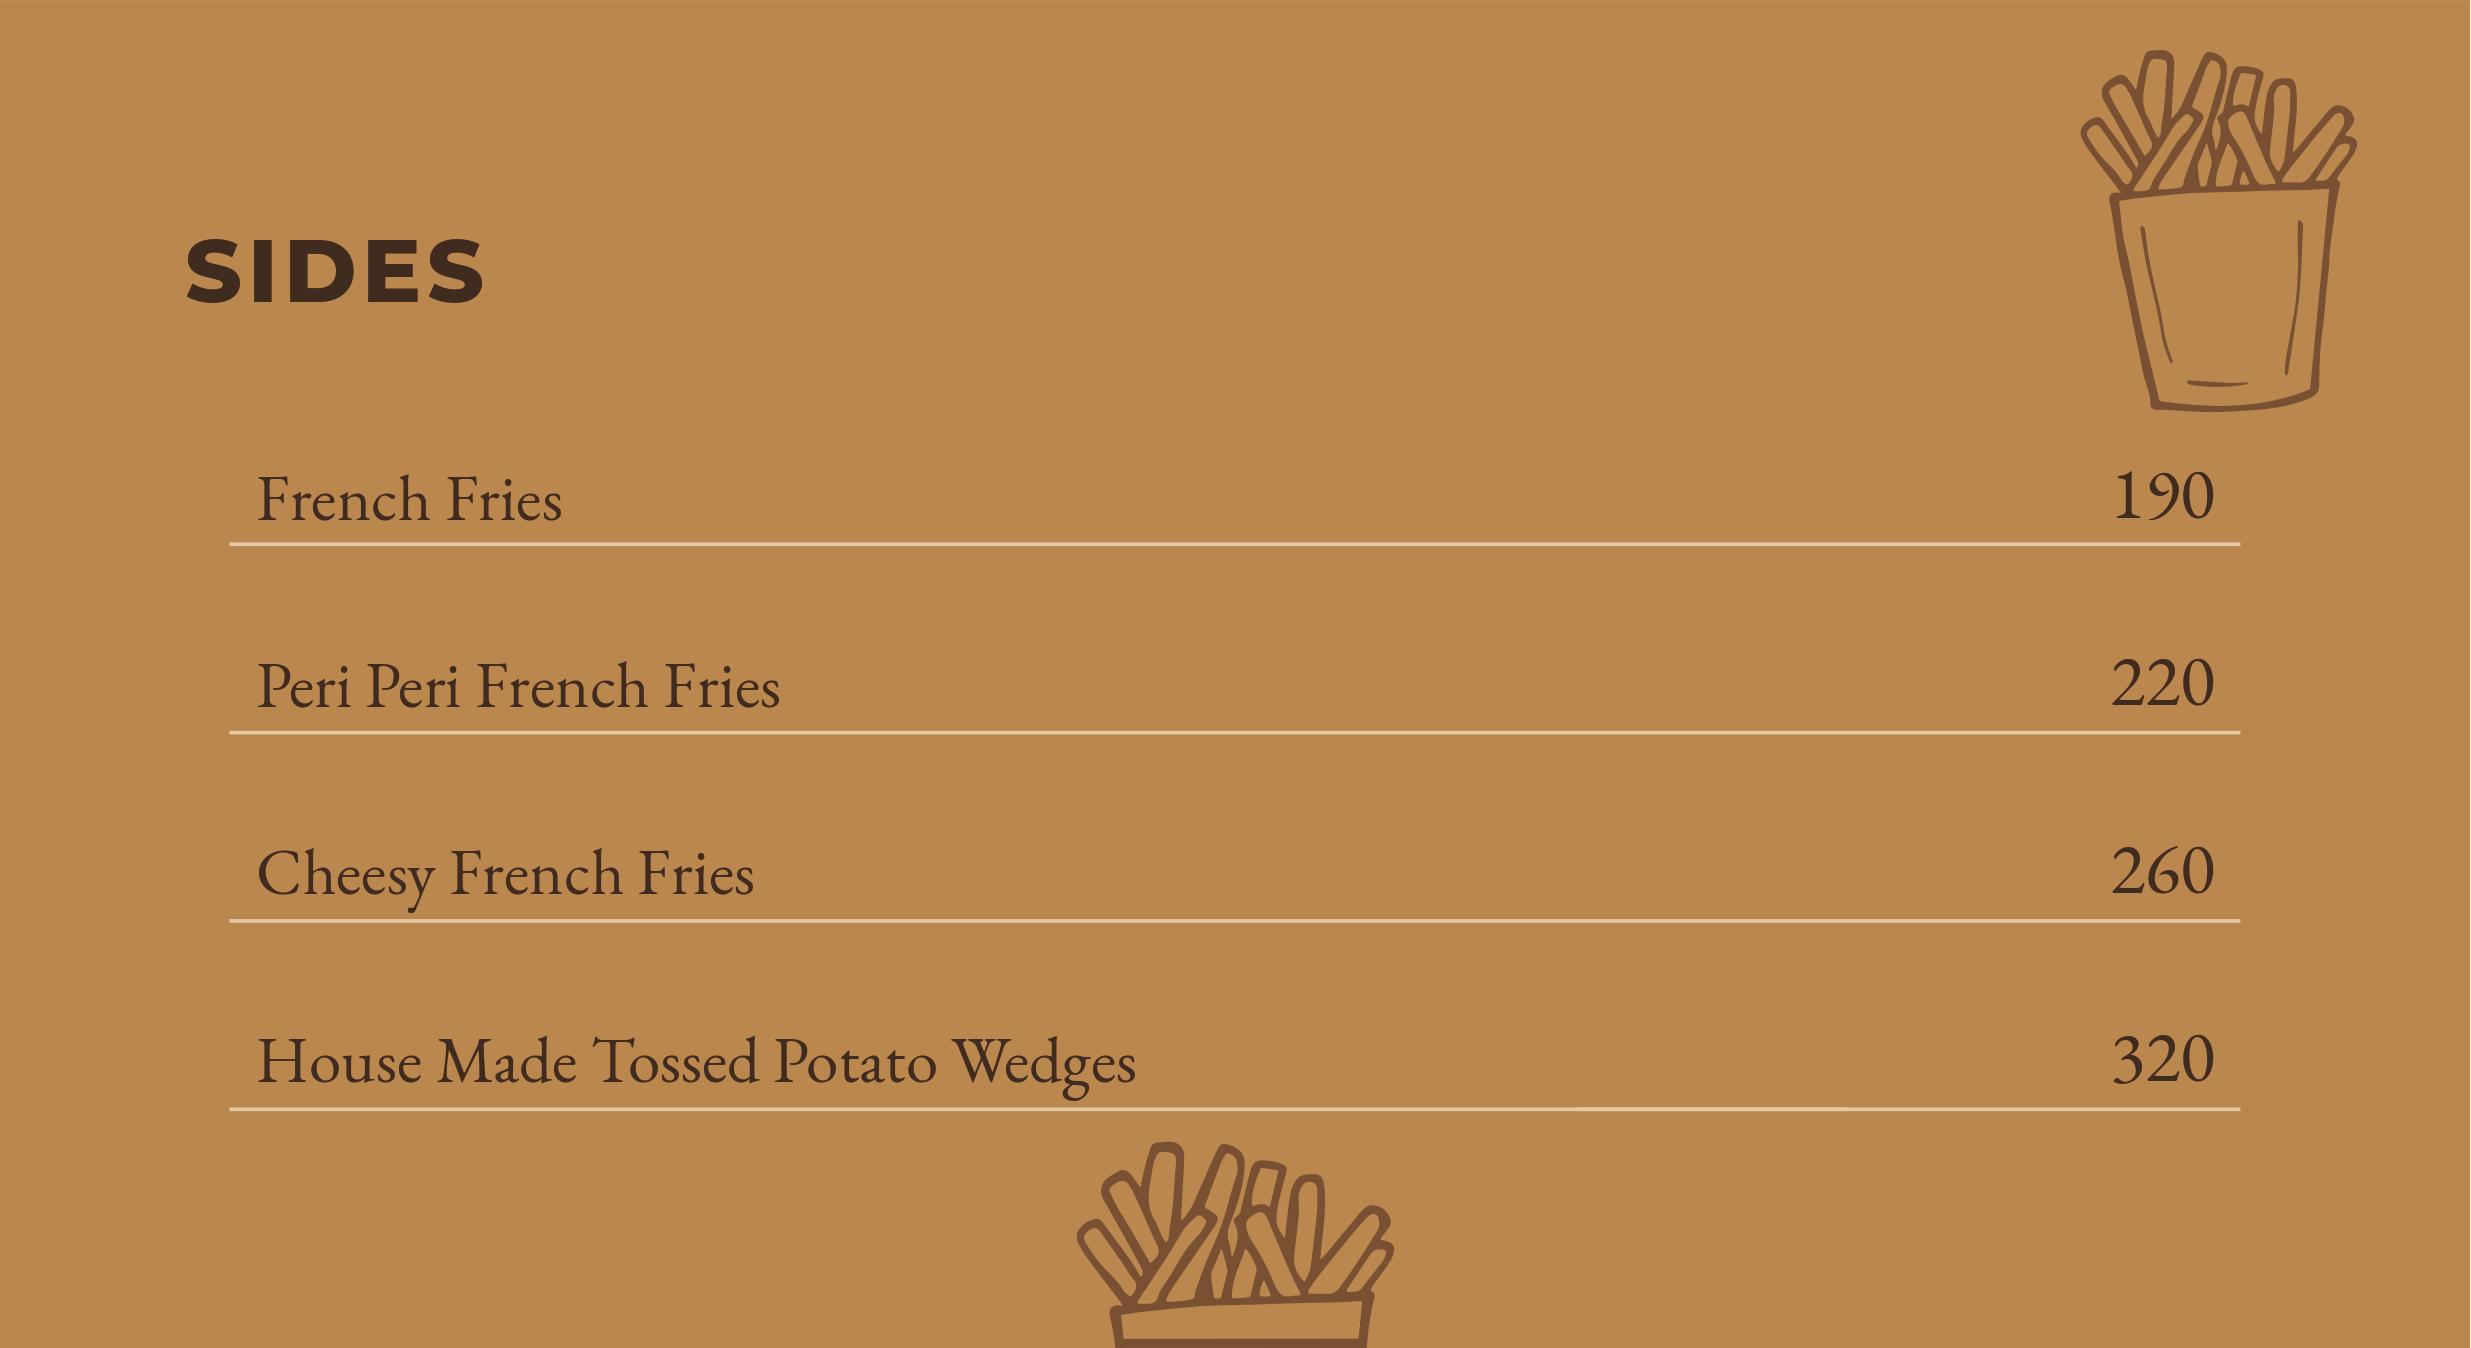 SIDES
French Fries 190
Peri Peri French Fries 220
Cheesy French Fries 260
House Made Tossed Potato Wedges 320